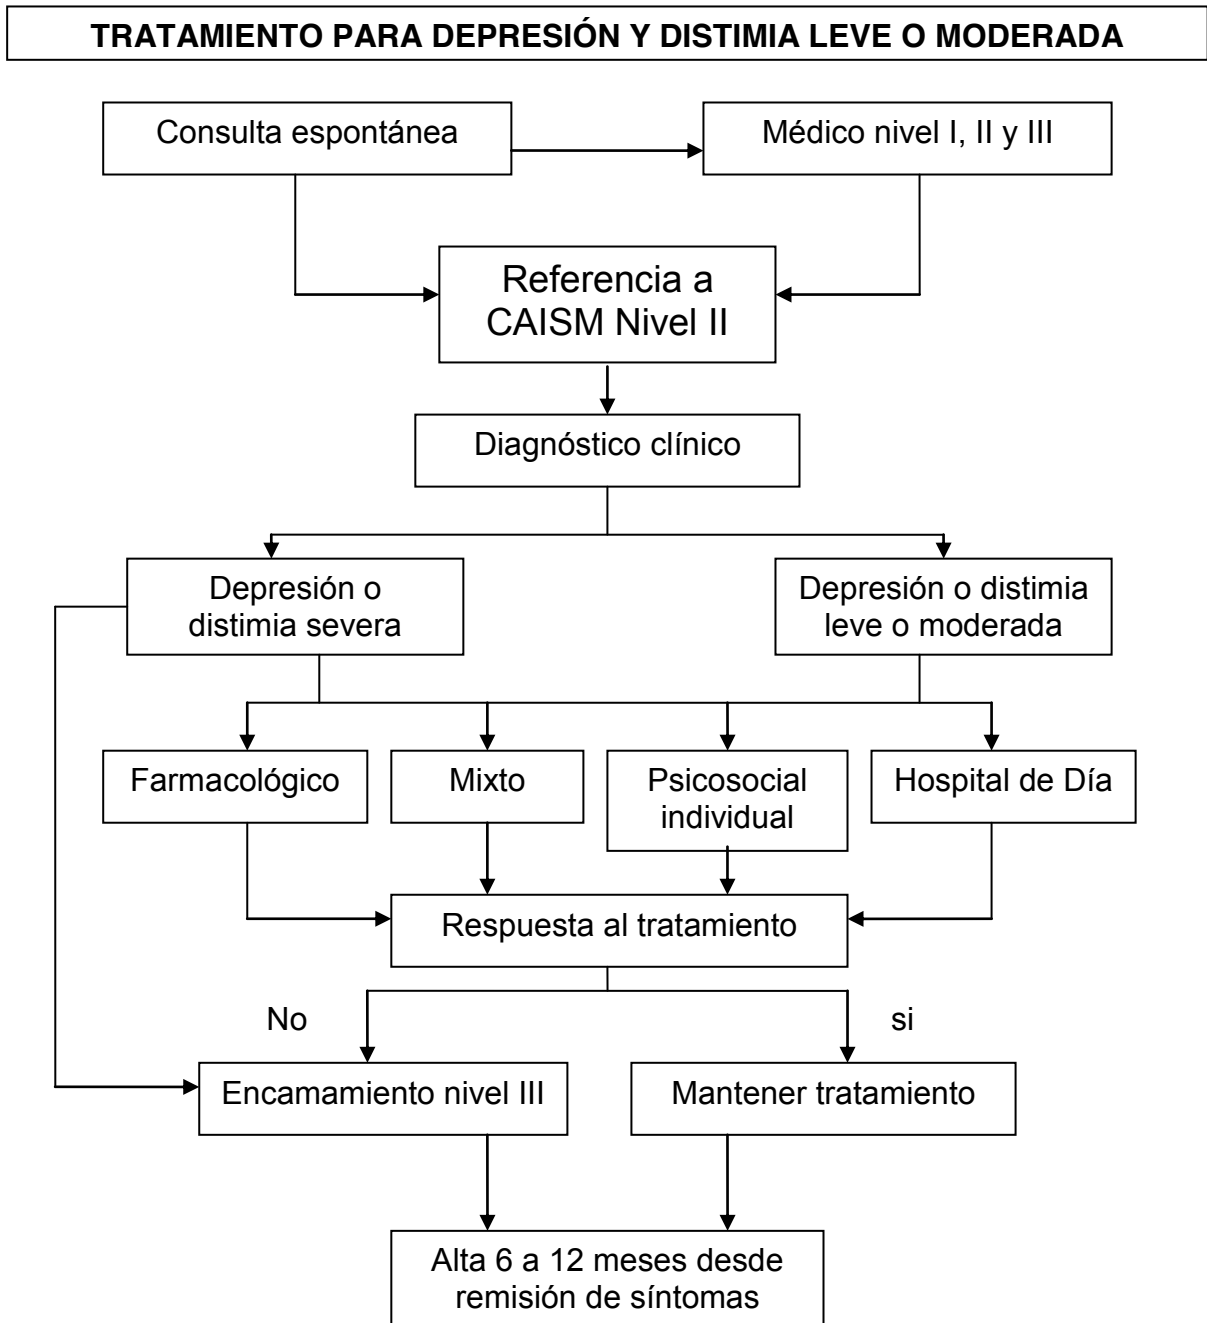 TRATAMIENTO PARA DEPRESIÓN Y DISTIMIA LEVE O MODERADA
Consulta espontánea
Médico nivel I, II y III
Referencia a
CAISM Nivel II
Diagnóstico clínico
Depresión o
distimia severa
Depresión o distimia
leve o moderada
Farmacológico
Mixto
Psicosocial
individual
Hospital de Día
Respuesta al tratamiento
No
si
Encamamiento nivel III
Mantener tratamiento
Alta 6 a 12 meses desde
remisión de síntomas